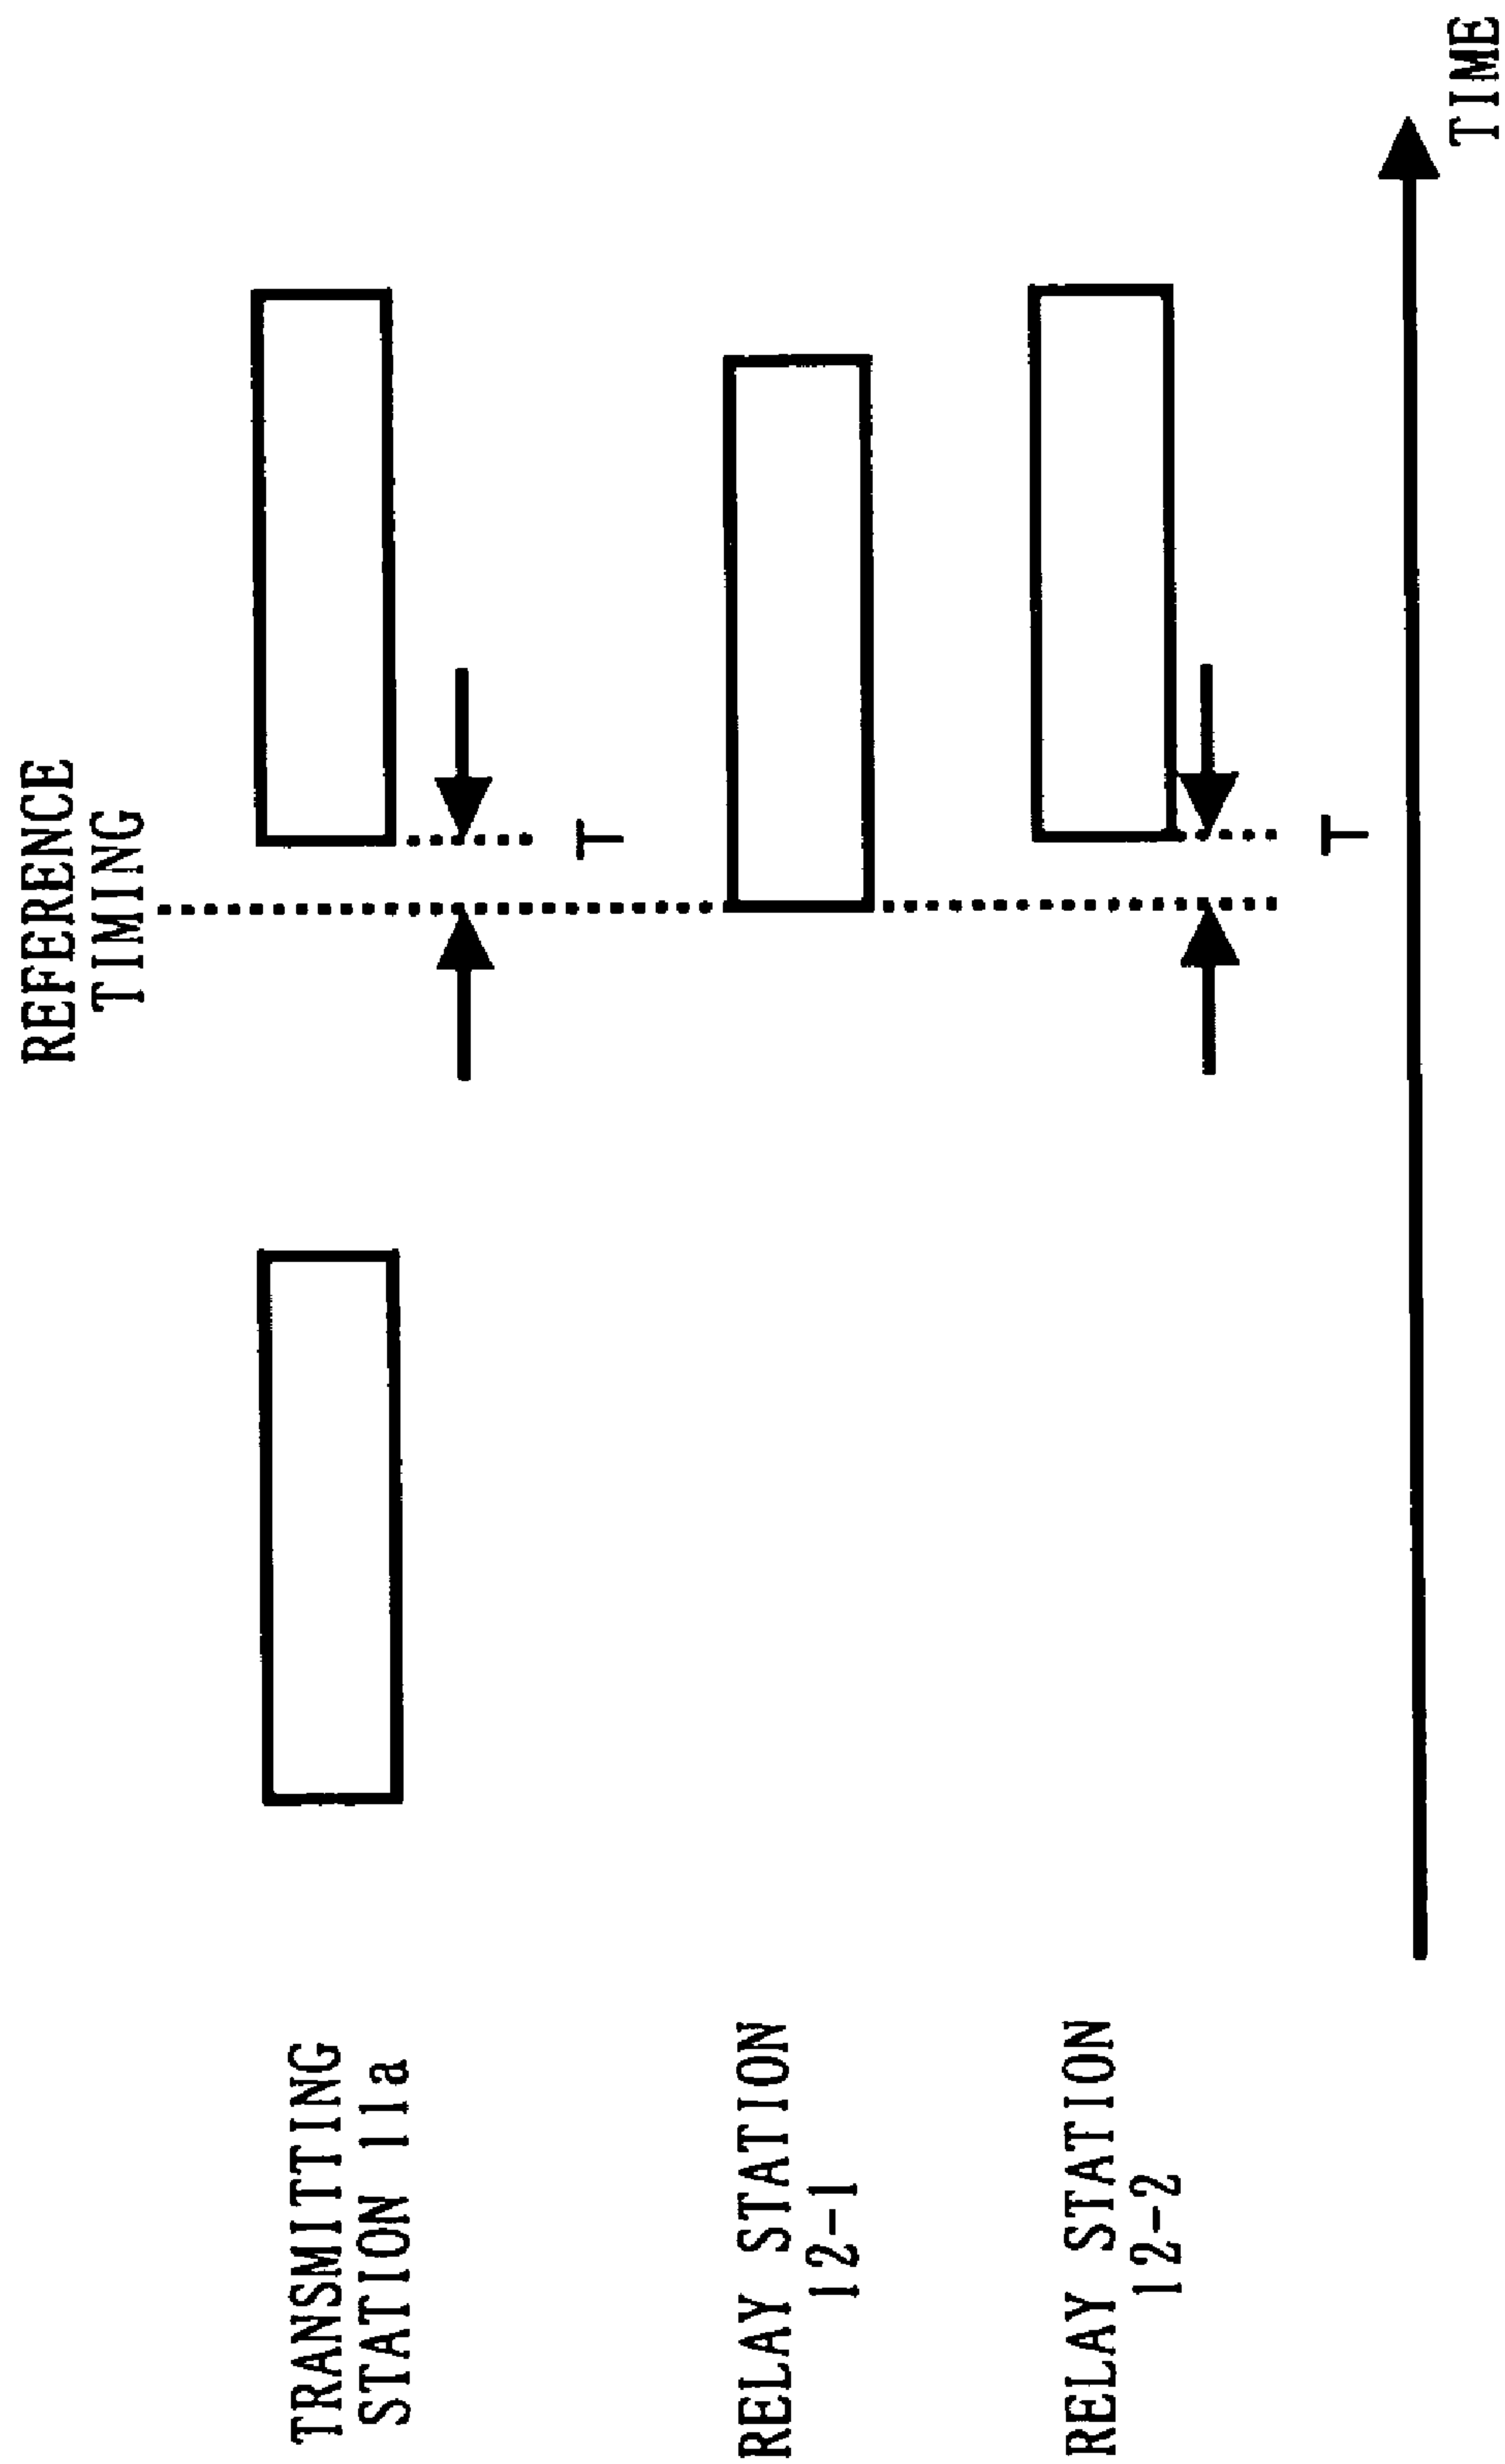 REFERENCE
TIMING
TRANSMITTING
STATION 11a
T
RELAY STATION
12-1
RELAY STATION
12-2
T
TIME